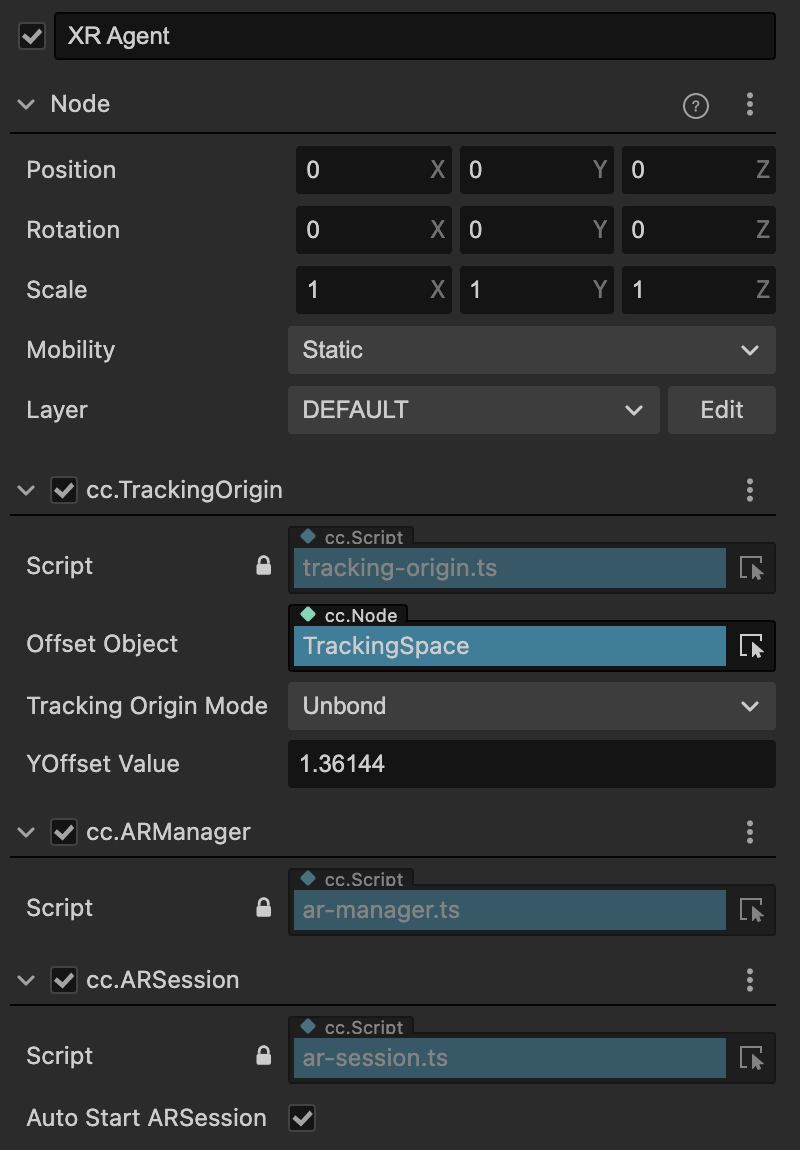 XR Agent
Node ?
Position 0 X 0 Y 0 Z
Rotation 0 X 0 Y 0 Z
Scale 1 X 1 Y 1 Z
Mobility Static
Layer DEFAULT Edit
cc.TrackingOrigin
cc.Script
Script tracking-origin.ts
cc.Node
Offset Object TrackingSpace
Tracking Origin Mode Unbond
YOffset Value 1.36144
cc.ARManager
cc.Script
Script ar-manager.ts
cc.ARSession
cc.Script
Script ar-session.ts
Auto Start ARSession